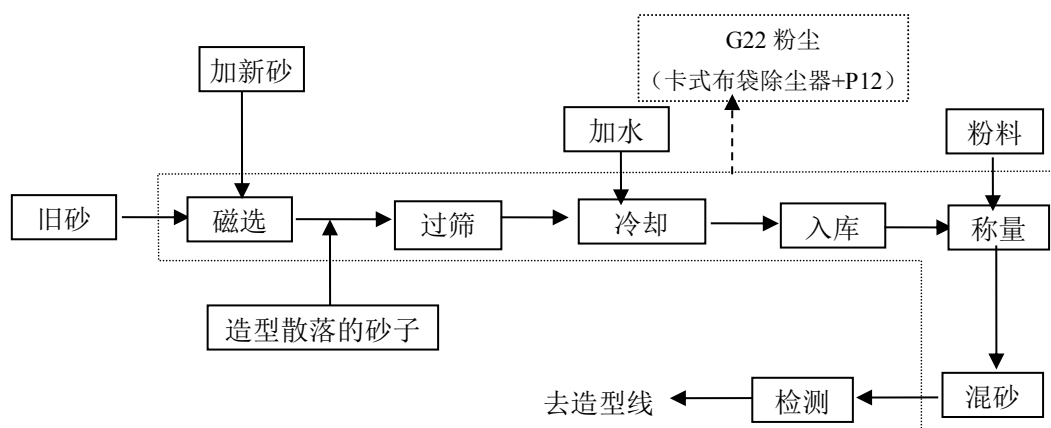 G22 粉尘
（卡式布袋除尘器+P12）
加新砂
加水
粉料
旧砂
磁选
过筛
冷却
入库
称量
造型散落的砂子
去造型线
检测
混砂